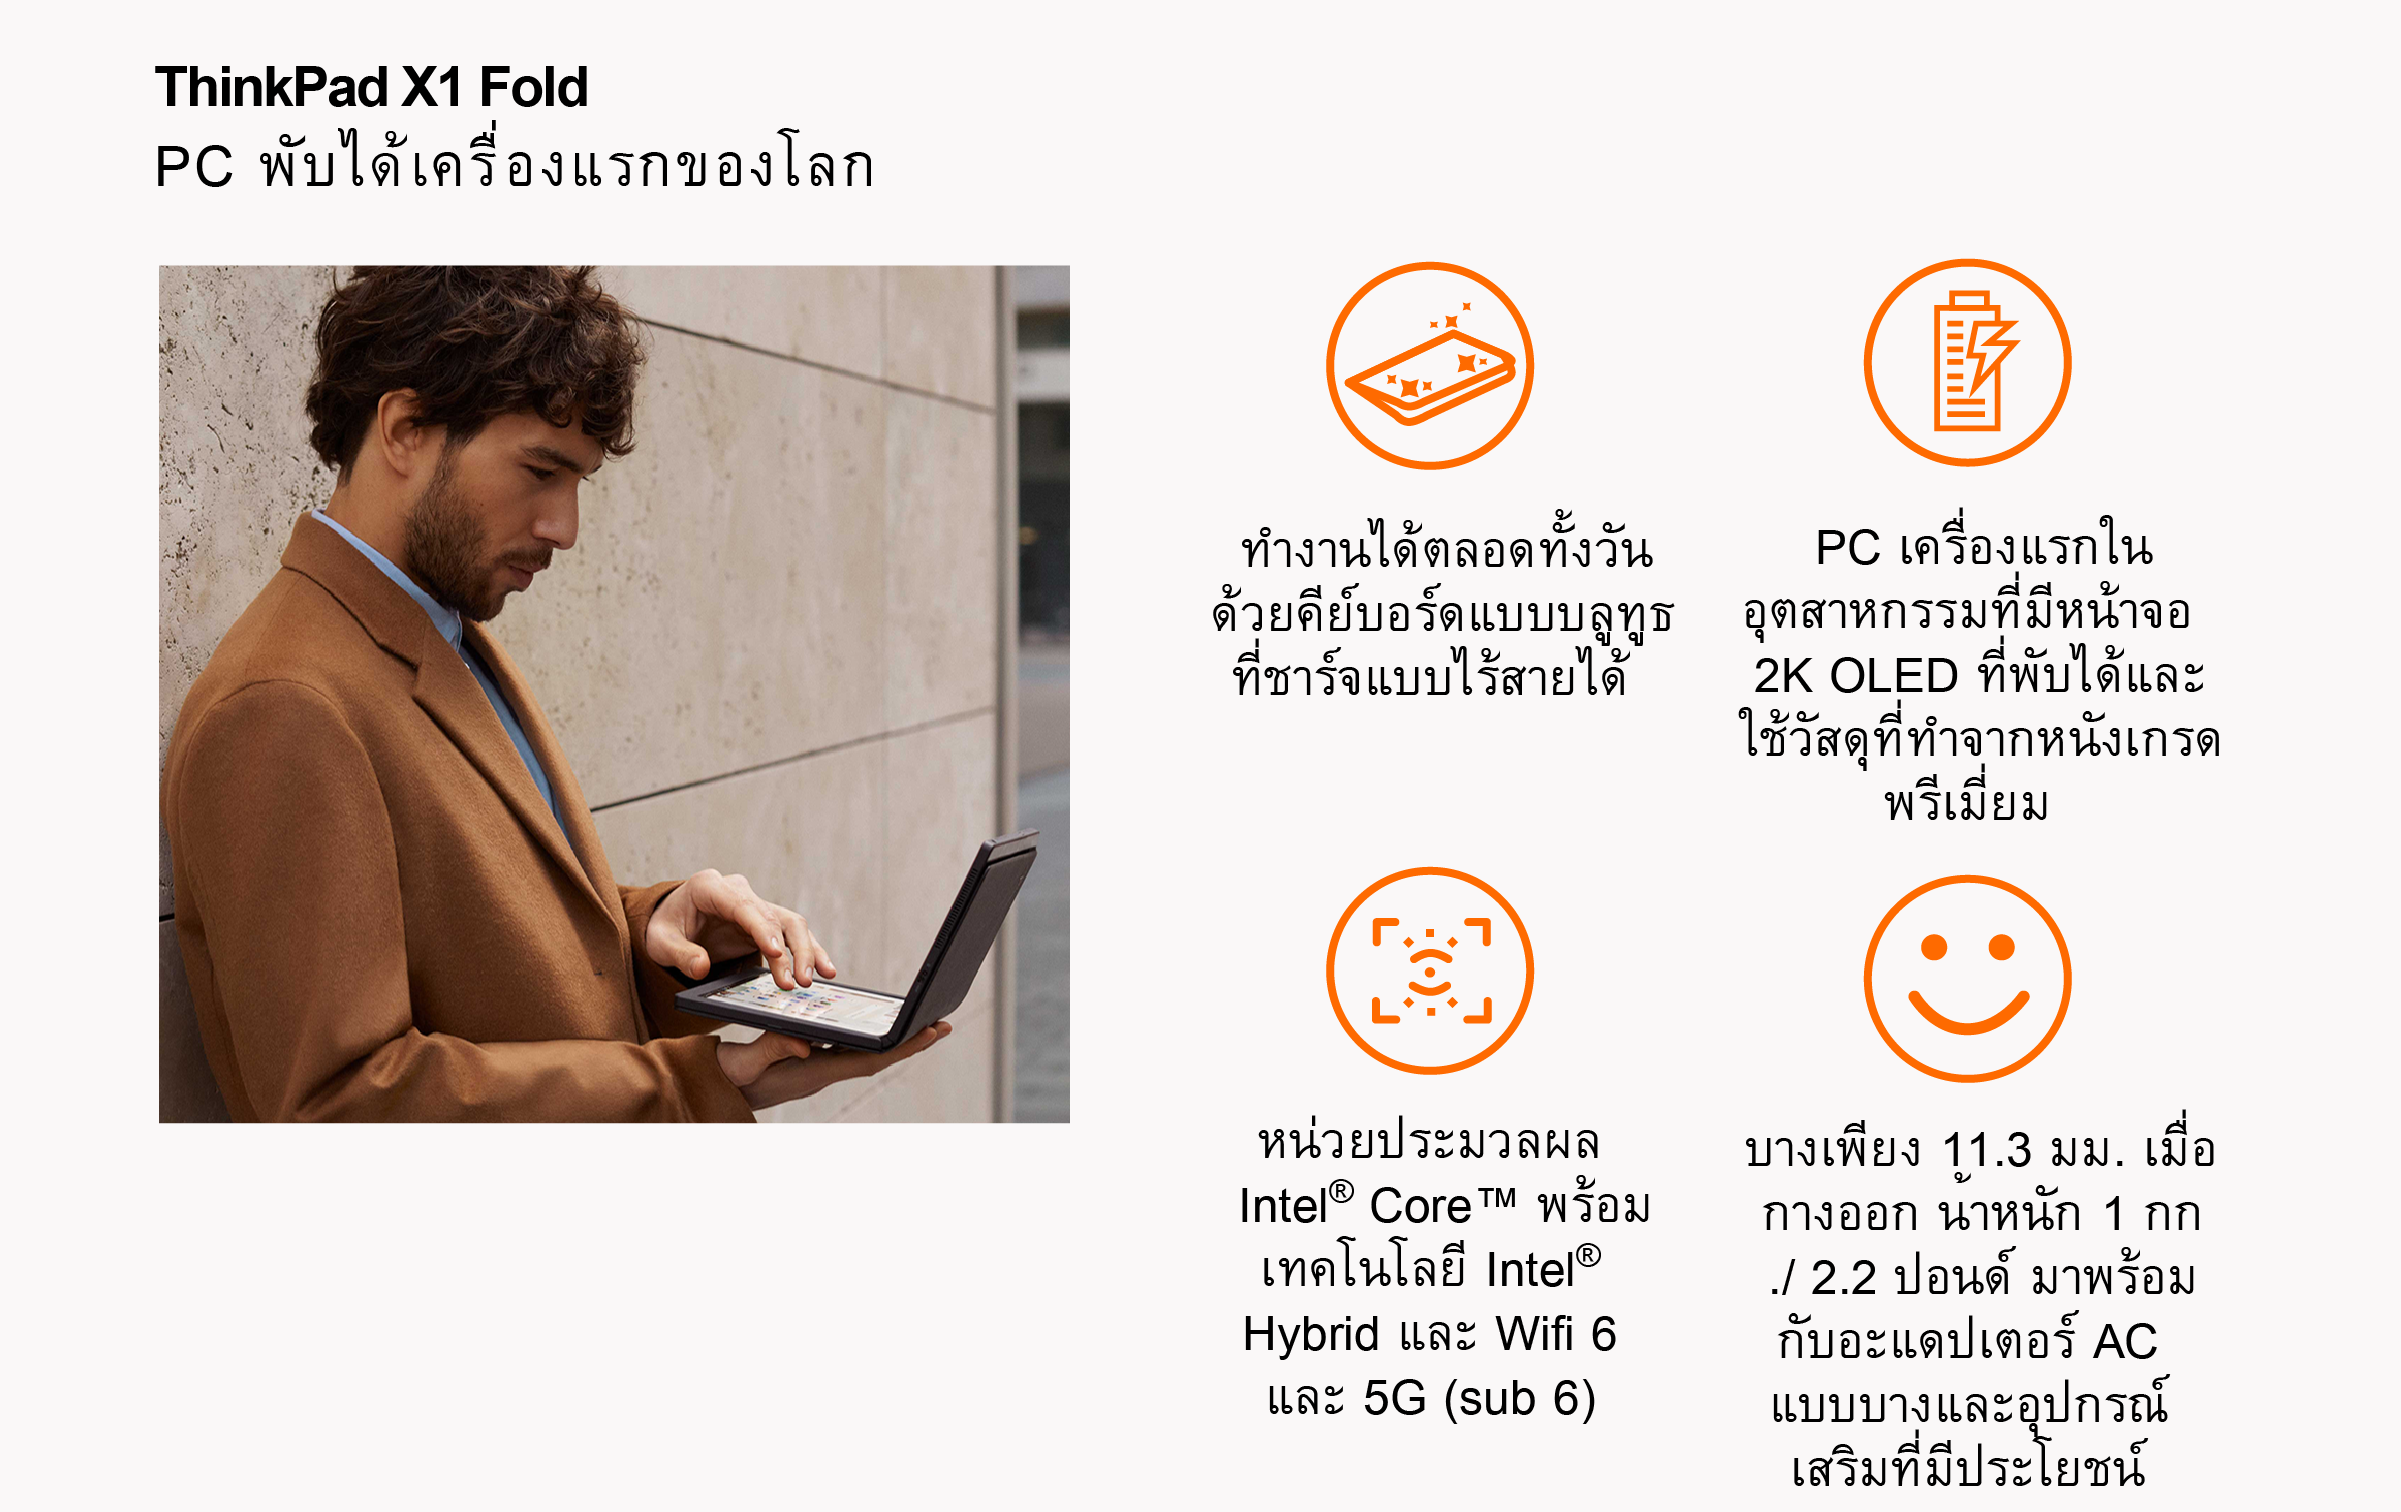 ThinkPad X1 Fold
PC พับได้เครื่องแรกของโลก
ทำงานได้ตลอดทั้งวัน
ด้วยคีย์บอร์ดแบบบลูทูธ
ที่ชาร์จแบบไร้สายได้
PC เครื่องแรกใน
อุตสาหกรรมที่มีหน้าจอ
2K OLED ที่พับได้และ
ใช้วัสดุที่ทำจากหนังเกรด
พรีเมี่ยม
หน่วยประมวลผล
Intel® Core™ พร้อม
เทคโนโลยี Intel®
Hybrid และ Wifi 6
และ 5G (sub 6)
บางเพียง 11.3 มม. เมื่อ
กางออก น้ำหนัก 1 กก
./ 2.2 ปอนด์ มาพร้อม
กับอะแดปเตอร์ AC
แบบบางและอุปกรณ์
เสริมที่มีประโยชน์